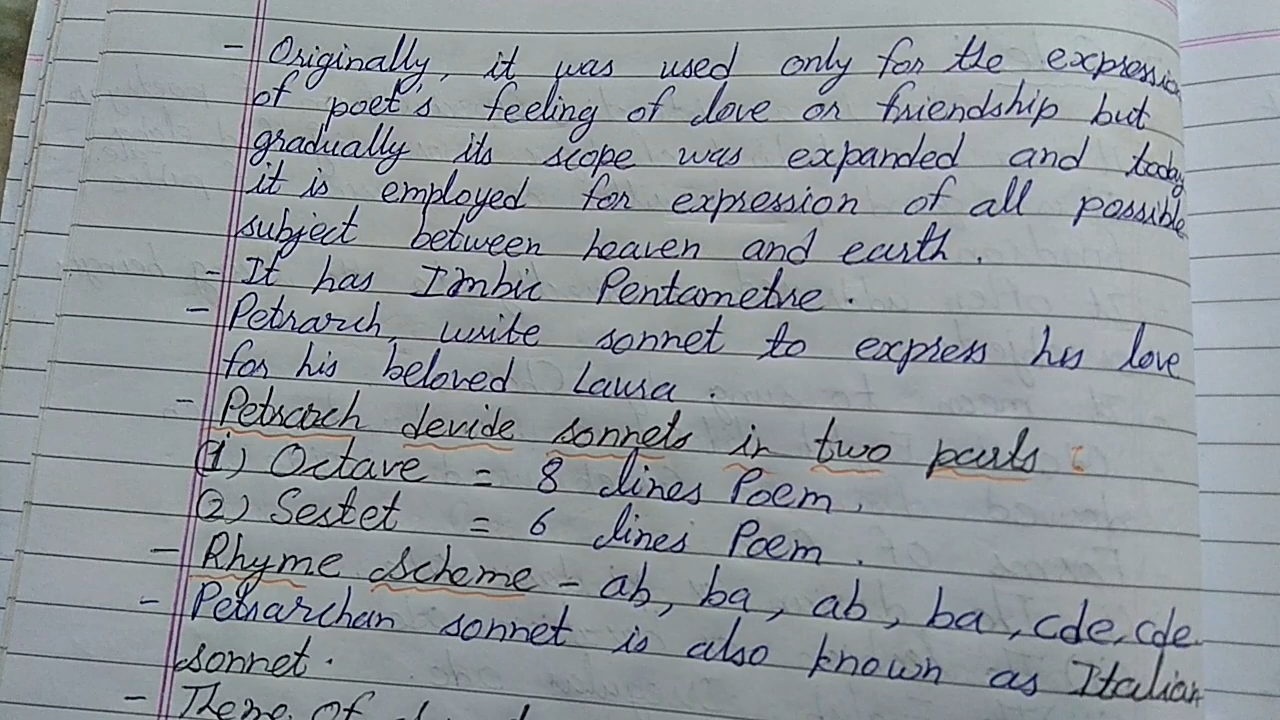 - Originally, it was used only for the expressio
of poet's feeling of love or friendship but
gradually its scope was expanded and today
it is employed for expression of all possible
subject between heaven and earth.
- It has Imbic Pentametre.
- Petrarch, write sonnet to express his love
for his beloved Laura.
- Petrarch devide sonnets in two parts :
(1) Octave = 8 lines Poem.
(2) Sestet = 6 lines Poem.
- Rhyme Scheme - ab, ba, ab, ba, cde, cde
- Petrarchan sonnet is also known as Italian
sonnet.
- Theme of